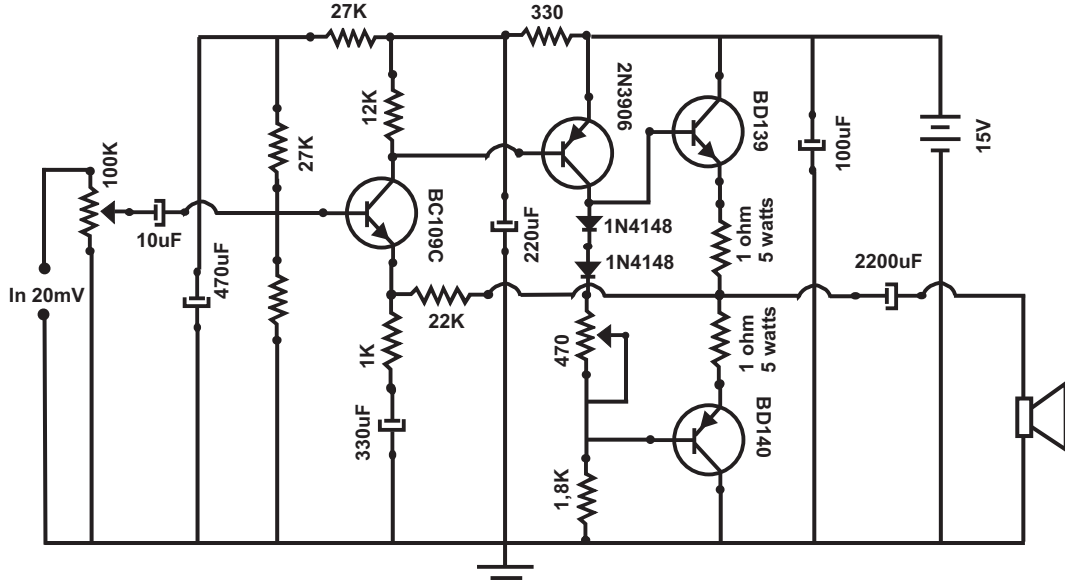 27K
330
12K
2N3906
BD139
27K
100K
100uF
15V
10uF
BC109C
220uF
1N4148
1 ohm
5 watts
1N4148
2200uF
In 20mV
470uF
22K
1K
470
1 ohm
5 watts
330uF
BD140
1,8K